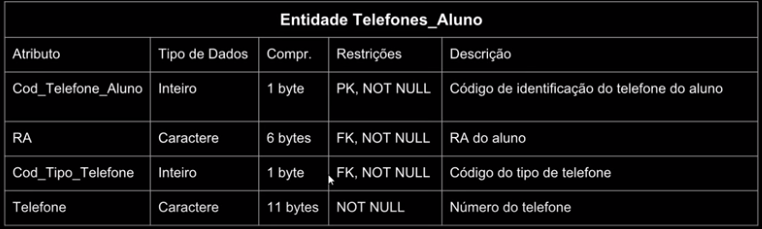 Entidade Telefones_Aluno
Atributo Tipo de Dados Compr. Restrições Descrição
Cod_Telefone_Aluno Inteiro 1 byte PK, NOT NULL Código de identificação do telefone do aluno
RA Caractere 6 bytes FK, NOT NULL RA do aluno
Cod_Tipo_Telefone Inteiro 1 byte FK, NOT NULL Código do tipo de telefone
Telefone Caractere 11 bytes NOT NULL Número do telefone